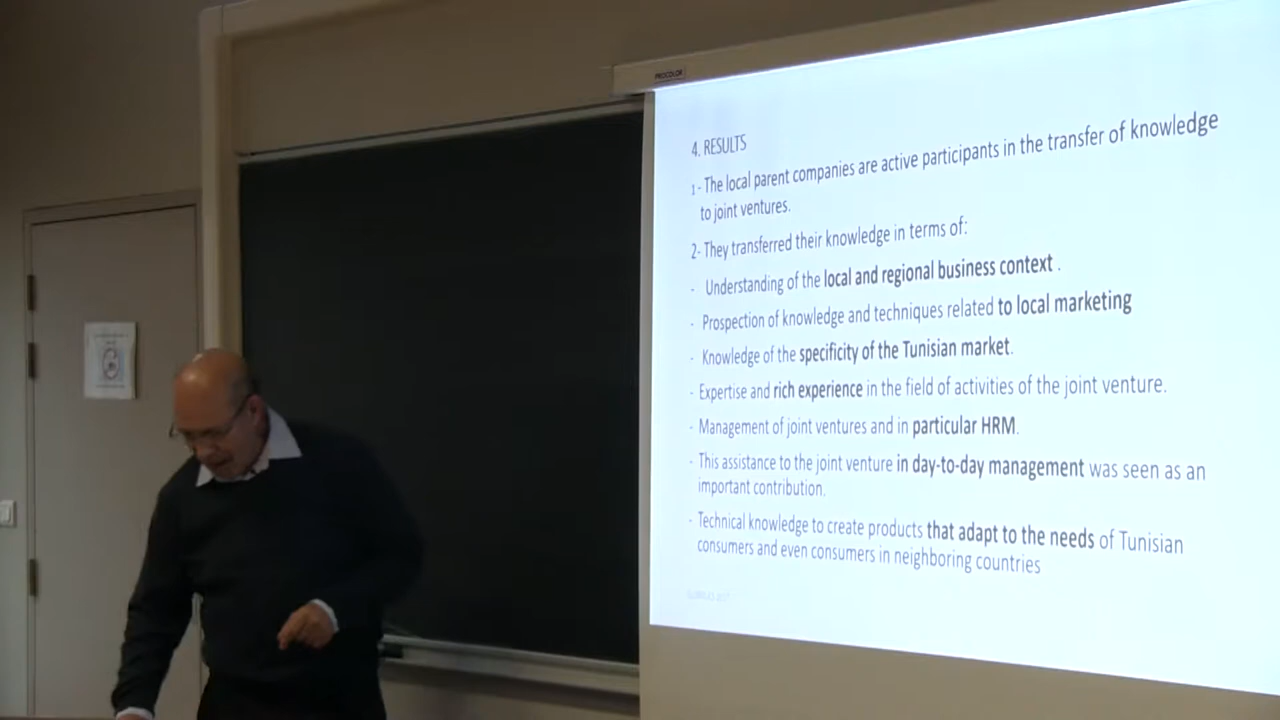 PROCOLOR
4. RESULTS
1- The local parent companies are active participants in the transfer of knowledge
to joint ventures.
2- They transferred their knowledge in terms of:
- Understanding of the local and regional business context .
- Prospection of knowledge and techniques related to local marketing
- Knowledge of the specificity of the Tunisian market.
- Expertise and rich experience in the field of activities of the joint venture.
- Management of joint ventures and in particular HRM.
- This assistance to the joint venture in day-to-day management was seen as an
important contribution.
- Technical knowledge to create products that adapt to the needs of Tunisian
consumers and even consumers in neighboring countries